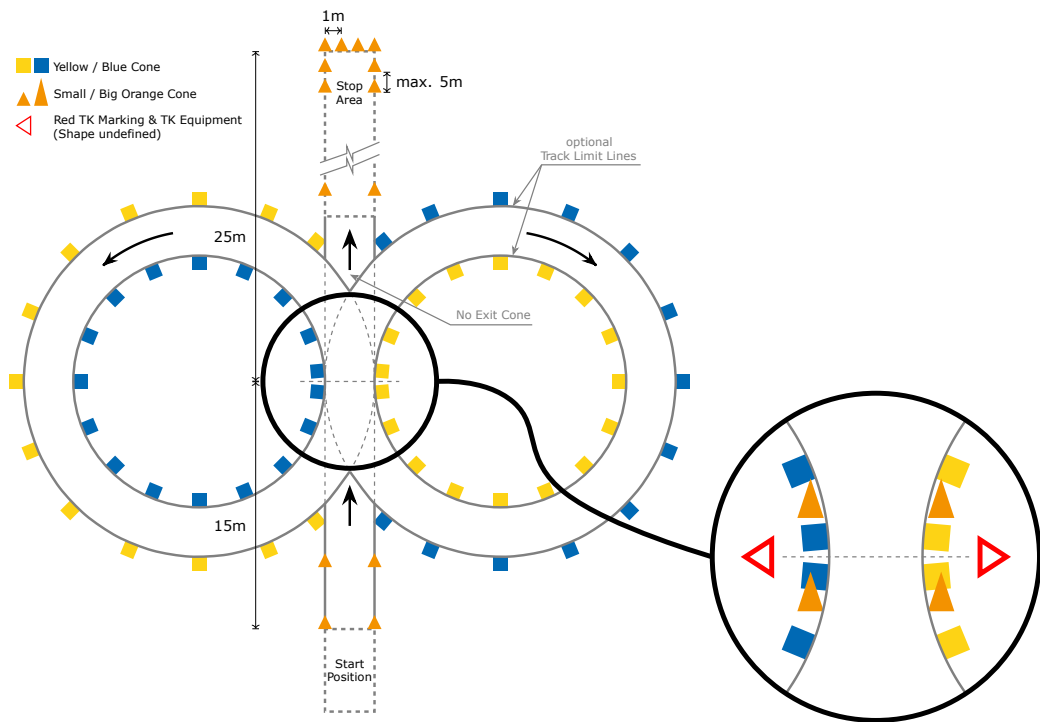 1m
Yellow / Blue Cone
Small / Big Orange Cone
Red TK Marking & TK Equipment
(Shape undefined)
Stop
Area
max. 5m
optional
Track Limit Lines
25m
No Exit Cone
15m
Start
Position